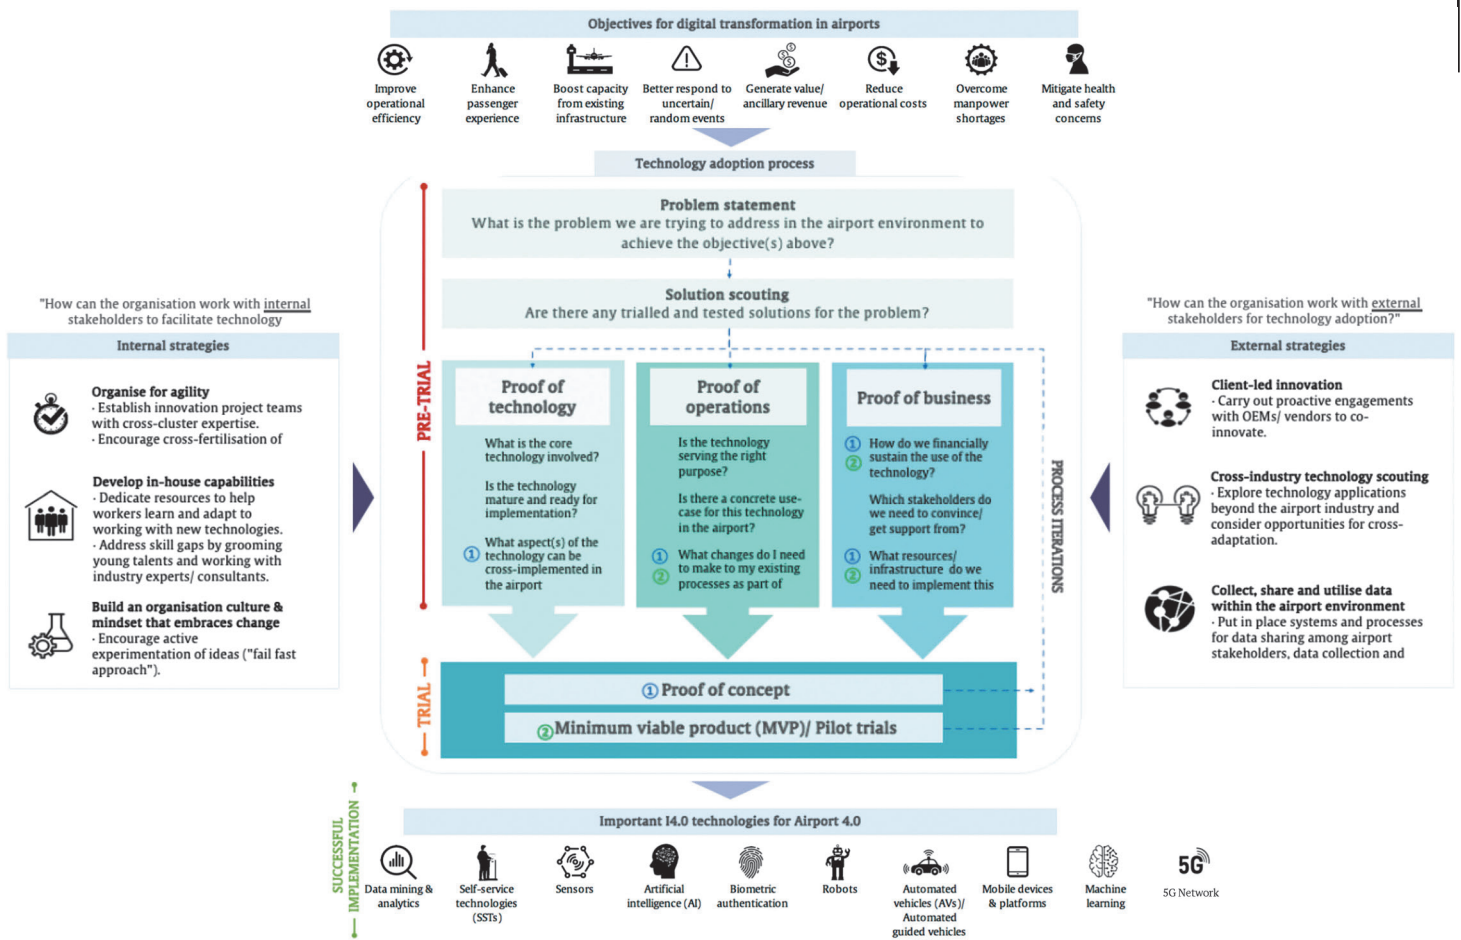 Objectives for digital transformation in airports
Improve
operational
efficiency
Enhance
passenger
experience
Boost capacity
from existing
infrastructure
Better respond to
uncertain/
random events
Generate value/
ancillary revenue
Reduce
operational costs
Overcome
manpower
shortages
Mitigate health
and safety
concerns
Technology adoption process
PRE-TRIAL
Problem statement
What is the problem we are trying to address in the airport environment to
achieve the objective(s) above?
Solution scouting
Are there any trialled and tested solutions for the problem?
"How can the organisation work with internal
stakeholders to facilitate technology
Internal strategies
Organise for agility
· Establish innovation project teams
with cross-cluster expertise.
· Encourage cross-fertilisation of
Develop in-house capabilities
· Dedicate resources to help
workers learn and adapt to
working with new technologies.
· Address skill gaps by grooming
young talents and working with
industry experts/ consultants.
Build an organisation culture &
mindset that embraces change
· Encourage active
experimentation of ideas ("fail fast
approach").
Proof of
technology
What is the core
technology involved?
Is the technology
mature and ready for
implementation?
1
What aspect(s) of the
technology can be
cross-implemented in
the airport
Proof of
operations
Is the technology
serving the right
purpose?
Is there a concrete use-
case for this technology
in the airport?
1
2
What changes do I need
to make to my existing
processes as part of
Proof of business
1
2
How do we financially
sustain the use of the
technology?
Which stakeholders do
we need to convince/
get support from?
1
2
What resources/
infrastructure do we
need to implement this
PROCESS ITERATIONS
"How can the organisation work with external
stakeholders for technology adoption?"
External strategies
Client-led innovation
· Carry out proactive engagements
with OEMs/ vendors to co-
innovate.
Cross-industry technology scouting
· Explore technology applications
beyond the airport industry and
consider opportunities for cross-
adaptation.
Collect, share and utilise data
within the airport environment
· Put in place systems and processes
for data sharing among airport
stakeholders, data collection and
TRIAL
1 Proof of concept
2 Minimum viable product (MVP)/ Pilot trials
SUCCESSFUL
IMPLEMENTATION
Important I4.0 technologies for Airport 4.0
Data mining &
analytics
Self-service
technologies
(SSTs)
Sensors
Artificial
intelligence (AI)
Biometric
authentication
Robots
Automated
vehicles (AVs)/
Automated
guided vehicles
Mobile devices
& platforms
Machine
learning
5G
5G Network